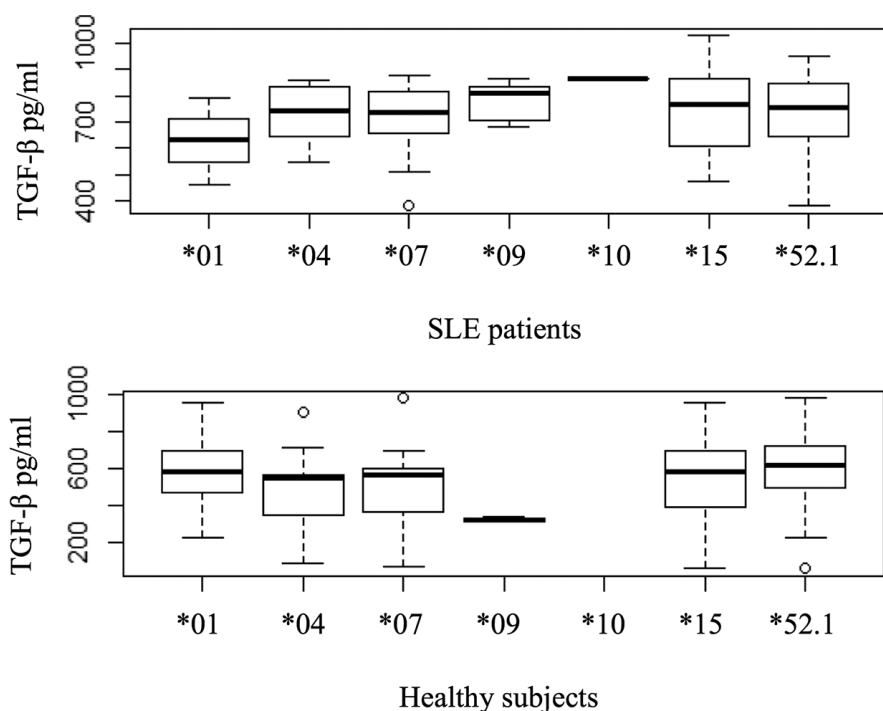 TGF-β pg/ml
1000
700
400
*01 *04 *07 *09 *10 *15 *52.1
SLE patients
TGF-β pg/ml
1000
600
200
*01 *04 *07 *09 *10 *15 *52.1
Healthy subjects